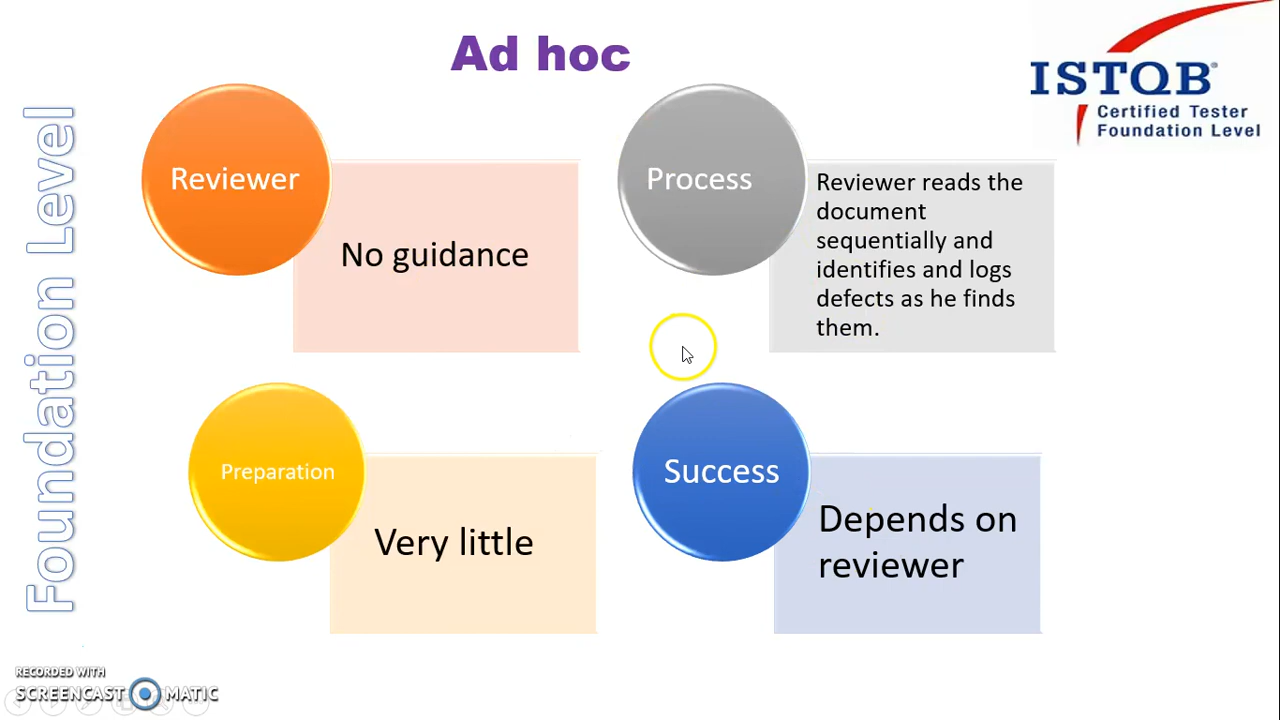 Ad hoc
ISTQB®
Certified Tester
Foundation Level
Foundation Level
Reviewer
No guidance
Process
Reviewer reads the
document
sequentially and
identifies and logs
defects as he finds
them.
Preparation
Very little
Success
Depends on
reviewer
RECORDED WITH
SCREENCAST MATIC